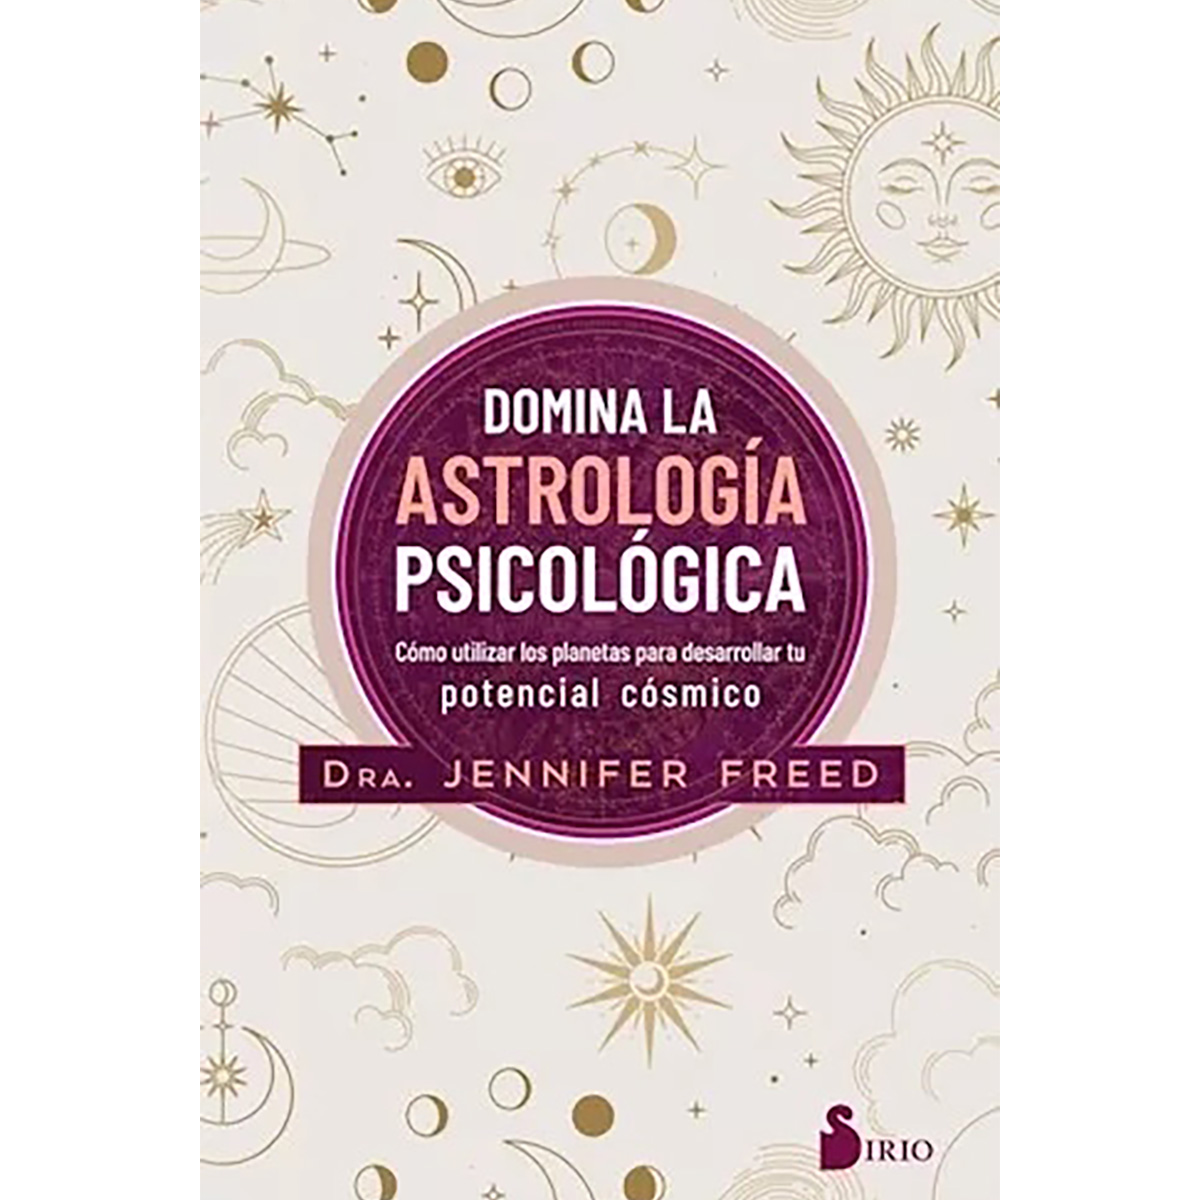 DOMINA LA
ASTROLOGÍA
PSICOLÓGICA
Cómo utilizar los planetas para desarrollar tu
potencial cósmico
DRA. JENNIFER FREED
SIRIO